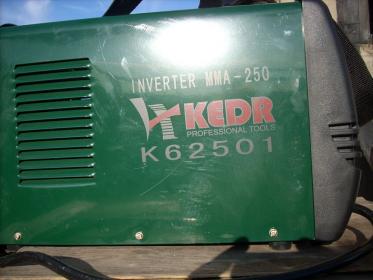 INVERTER MMA-250
KEDR
PROFESSIONAL TOOLS
K62501